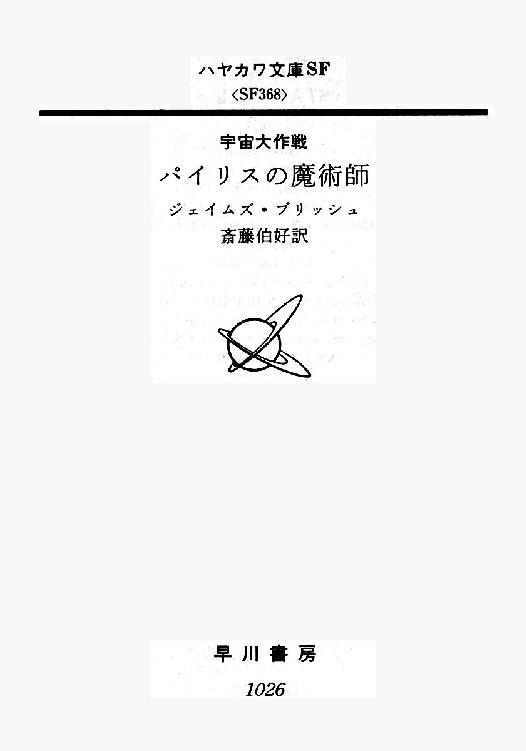 ハヤカワ文庫SF
〈SF368〉
宇宙大作戦
パイリスの魔術師
ジェイムズ・ブリッシュ
斎藤伯好訳
早川書房
1026